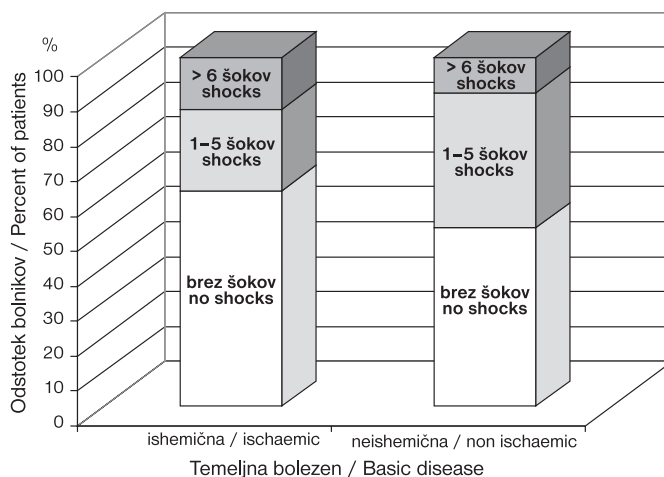 %
100
90
80
70
60
50
40
30
20
10
0
Odstotek bolnikov / Percent of patients
> 6 šokov
shocks
1–5 šokov
shocks
brez šokov
no shocks
> 6 šokov
shocks
1–5 šokov
shocks
brez šokov
no shocks
ishemična / ischaemic
neishemična / non ischaemic
Temeljna bolezen / Basic disease